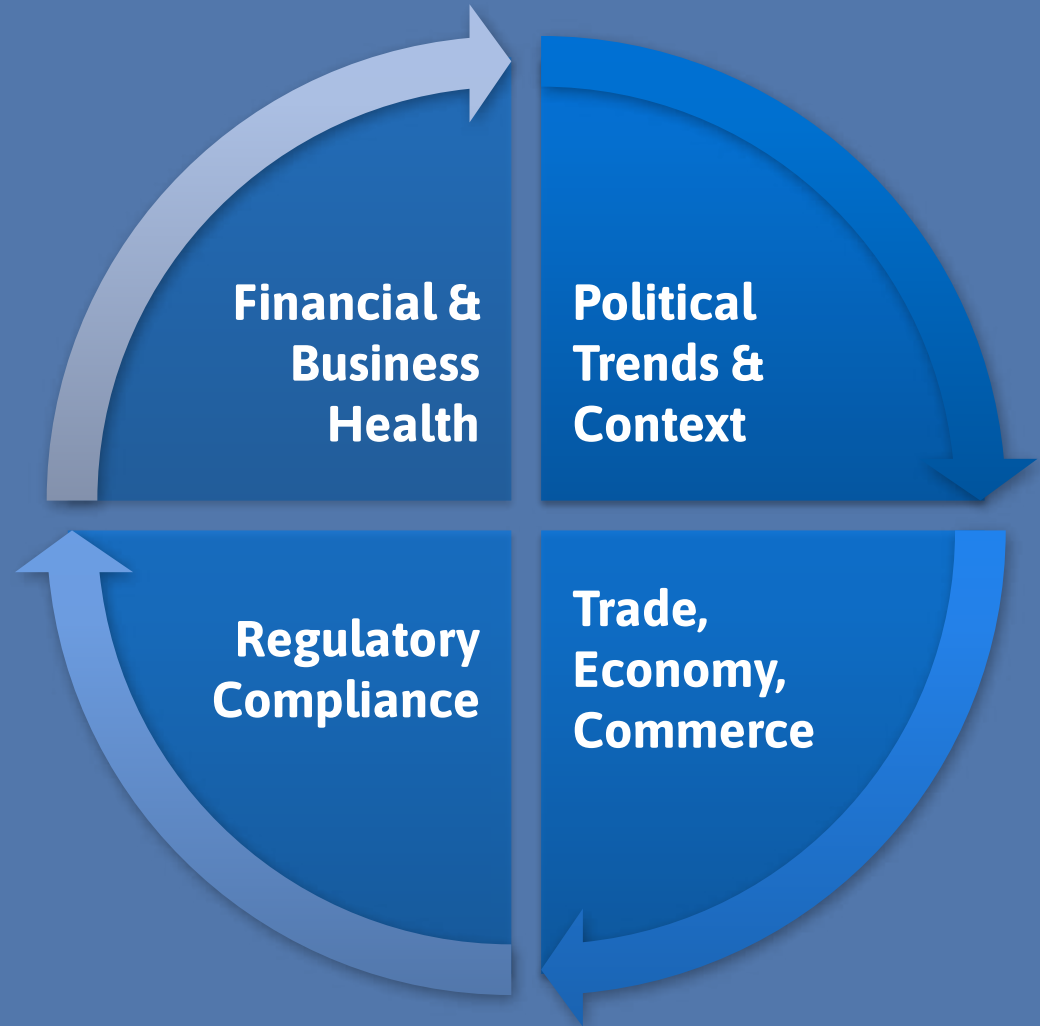 Financial &
Business
Health
Political
Trends &
Context
Regulatory
Compliance
Trade,
Economy,
Commerce